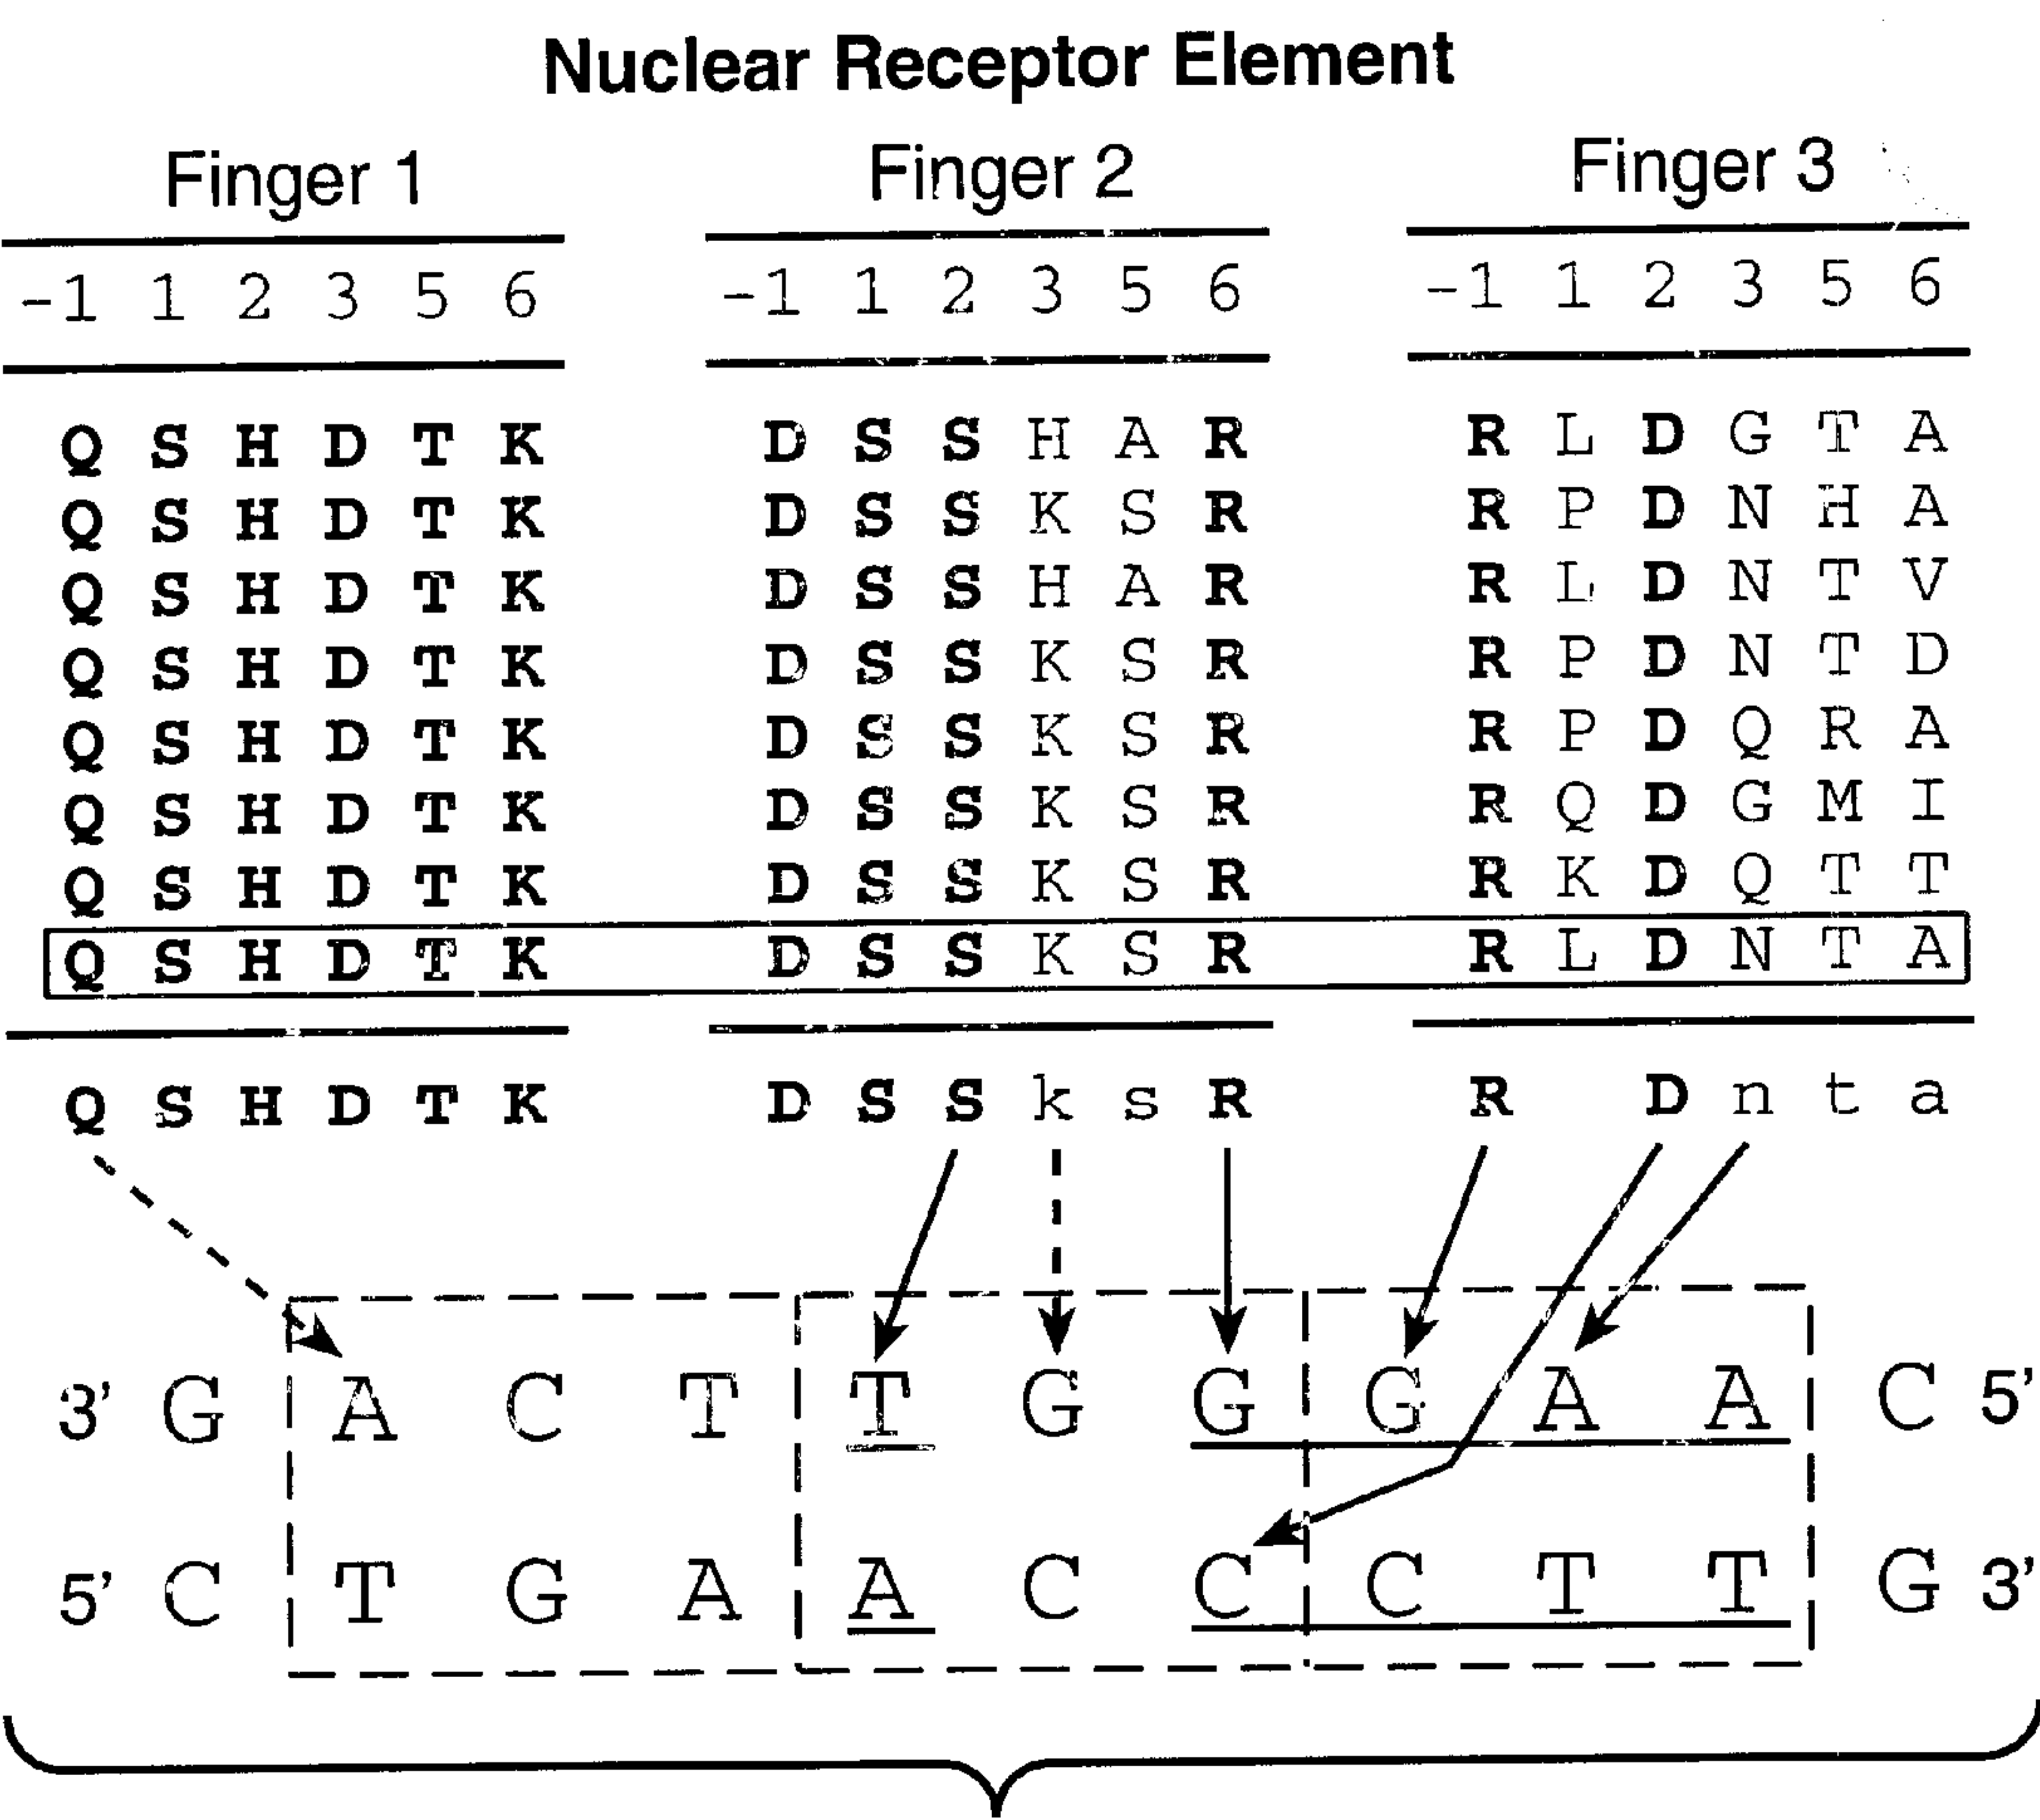 Nuclear Receptor Element
Finger 1 Finger 2 Finger 3
-1 1 2 3 5 6 -1 1 2 3 5 6 -1 1 2 3 5 6
Q S H D T K D S S H A R R L D G T A
Q S H D T K D S S K S R R P D N H A
Q S H D T K D S S H A R R L D N T V
Q S H D T K D S S K S R R P D N T D
Q S H D T K D S S K S R R P D Q R A
Q S H D T K D S S K S R R Q D G M I
Q S H D T K D S S K S R R K D Q T T
Q S H D T K D S S K S R R L D N T A
Q S H D T K D S S k s R R D n t a
3' G A C T T G G G A A C 5'
5' C T G A A C C C T T G 3'